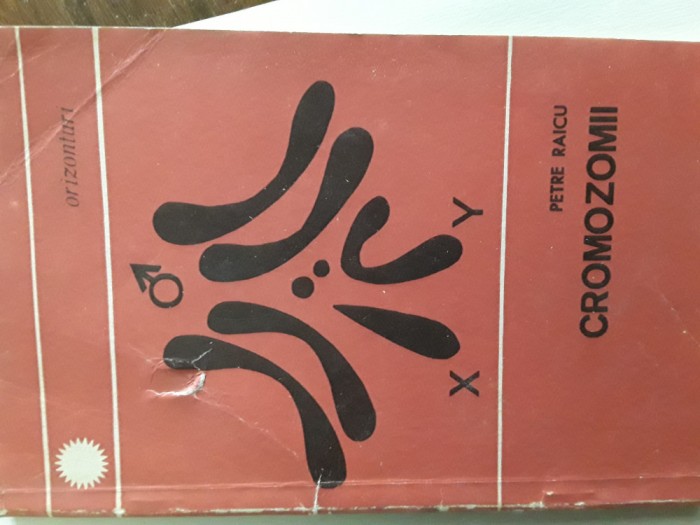 orizonturi
♂
X Y
PETRE RAICU
CROMOZOMII